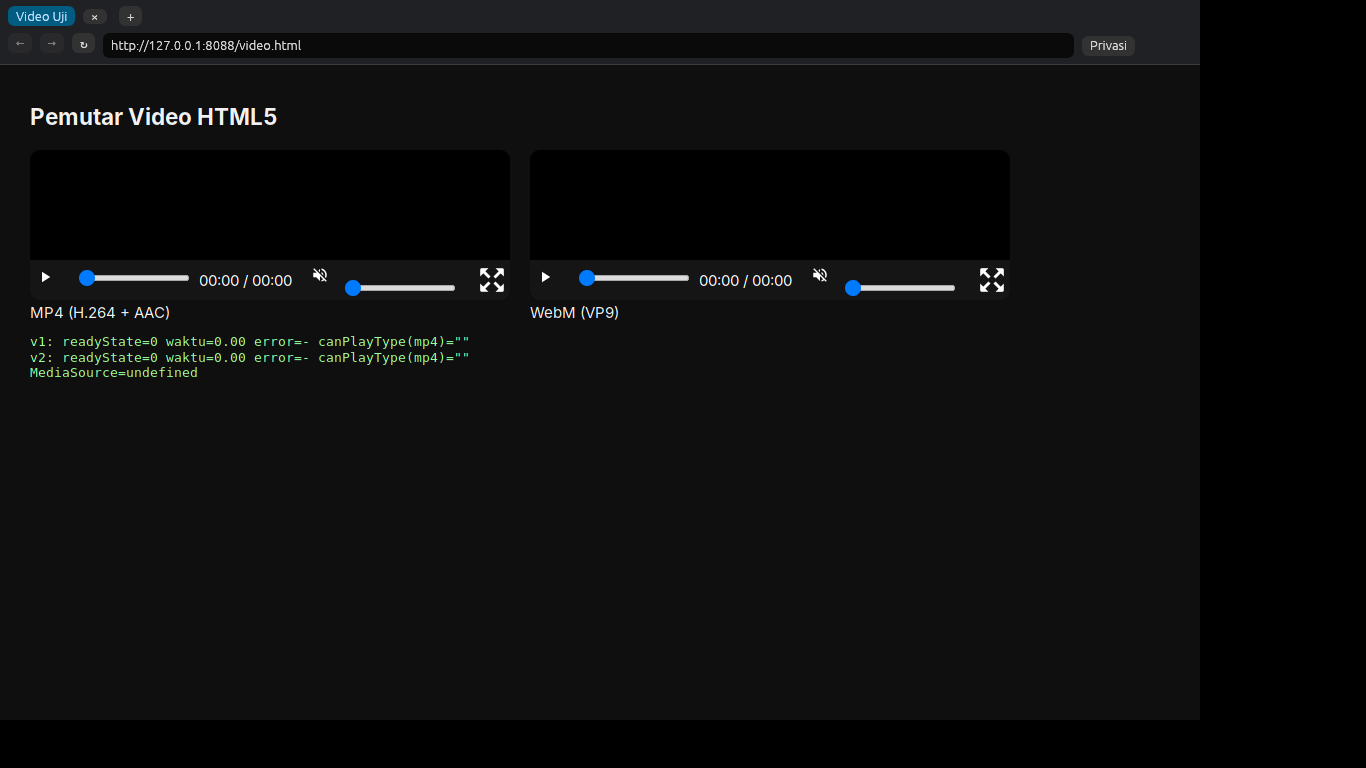 Video Uji × +
← → ↻ http://127.0.0.1:8088/video.html Privasi
Pemutar Video HTML5
00:00 / 00:00
00:00 / 00:00
MP4 (H.264 + AAC)
WebM (VP9)
v1: readyState=0 waktu=0.00 error=- canPlayType(mp4)=""
v2: readyState=0 waktu=0.00 error=- canPlayType(mp4)=""
MediaSource=undefined